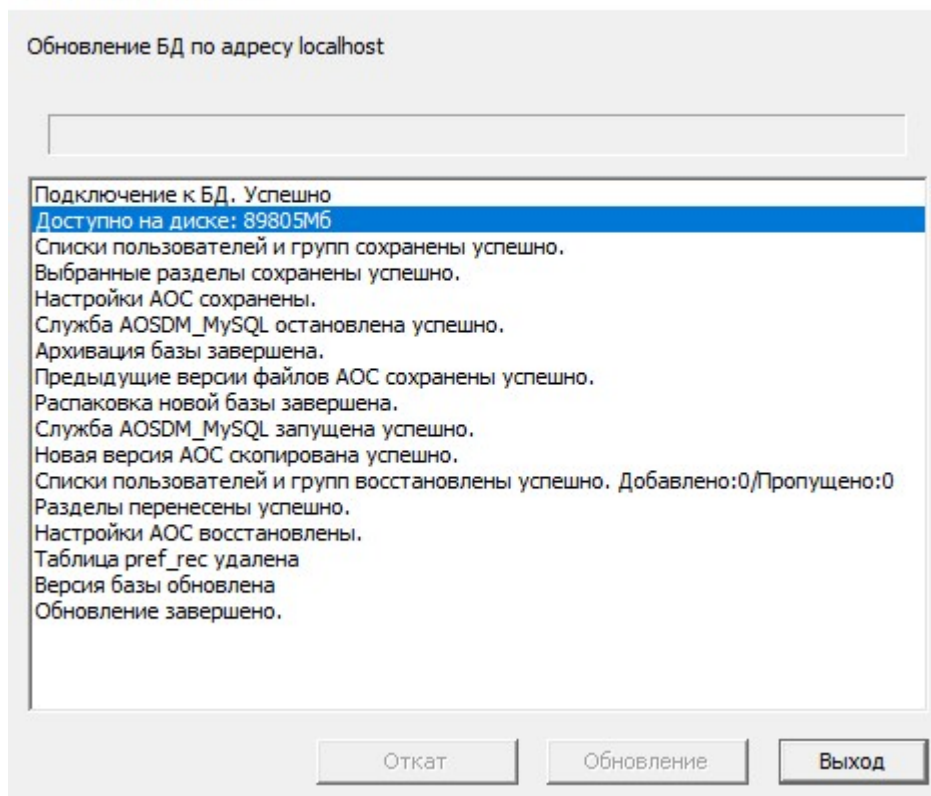 Обновление БД по адресу localhost
Подключение к БД. Успешно
Доступно на диске: 89805Мб
Списки пользователей и групп сохранены успешно.
Выбранные разделы сохранены успешно.
Настройки АОС сохранены.
Служба AOSDM_MySQL остановлена успешно.
Архивация базы завершена.
Предыдущие версии файлов АОС сохранены успешно.
Распаковка новой базы завершена.
Служба AOSDM_MySQL запущена успешно.
Новая версия АОС скопирована успешно.
Списки пользователей и групп восстановлены успешно. Добавлено:0/Пропущено:0
Разделы перенесены успешно.
Настройки АОС восстановлены.
Таблица pref_rec удалена
Версия базы обновлена
Обновление завершено.
Откат Обновление Выход